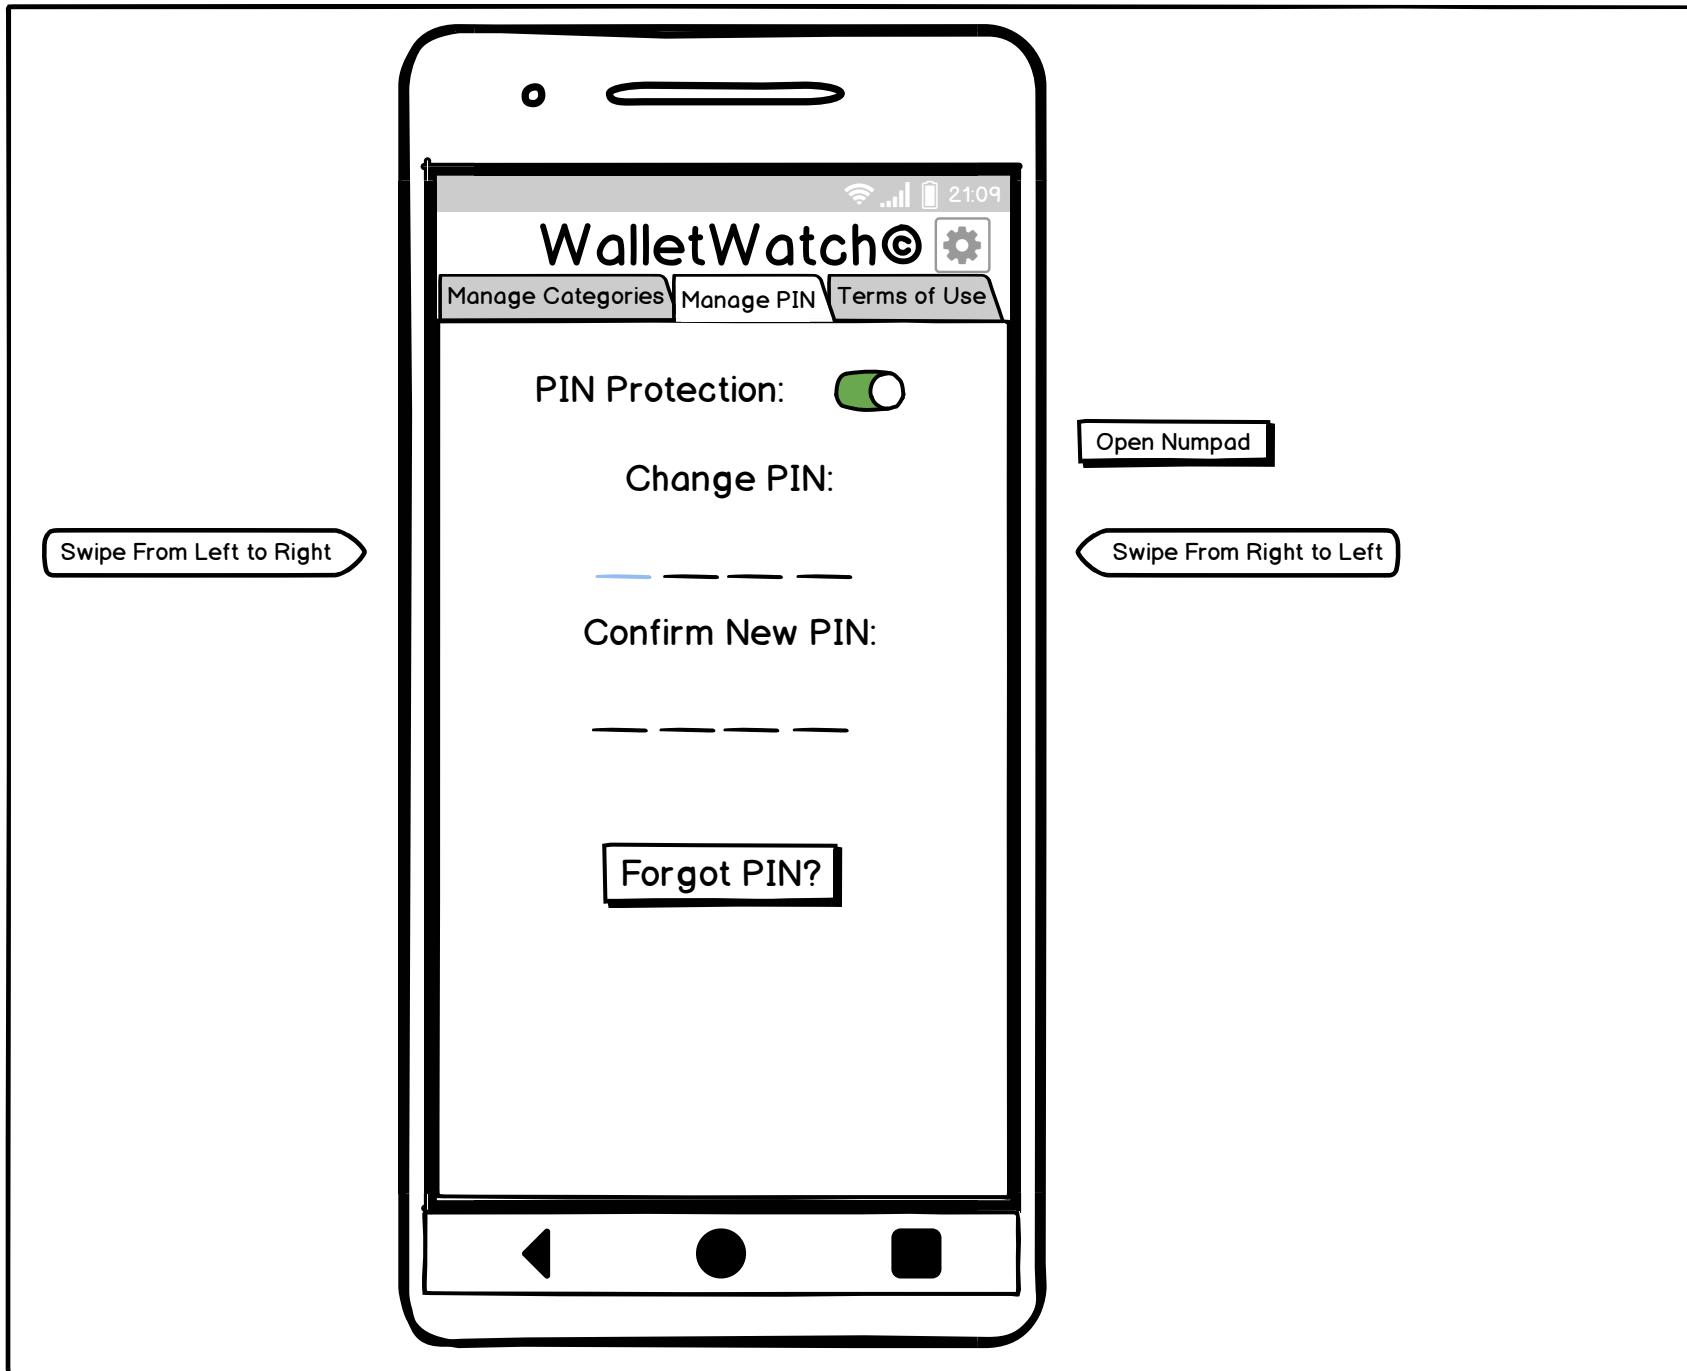 21:09
WalletWatch©
Manage Categories
Manage PIN
Terms of Use
PIN Protection:
Open Numpad
Change PIN:
Swipe From Left to Right
Swipe From Right to Left
Confirm New PIN:
Forgot PIN?